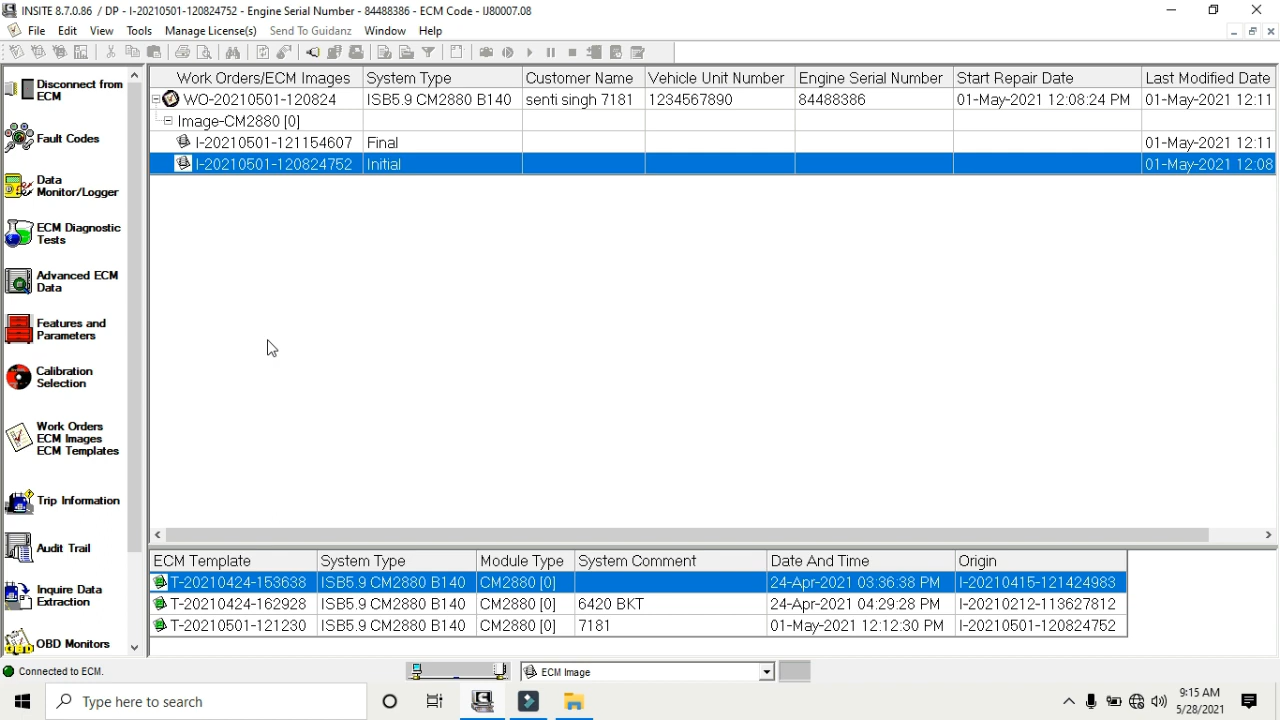 INSITE 8.7.0.86 / DP - I-20210501-120824752 - Engine Serial Number - 84488386 - ECM Code - IJ80007.08
File Edit View Tools Manage License(s) Send To Guidanz Window Help
Disconnect from ECM
Fault Codes
Data Monitor/Logger
ECM Diagnostic Tests
Advanced ECM Data
Features and Parameters
Calibration Selection
Work Orders ECM Images ECM Templates
Trip Information
Audit Trail
Inquire Data Extraction
OBD Monitors
Work Orders/ECM Images System Type Customer Name Vehicle Unit Number Engine Serial Number Start Repair Date Last Modified Date
WO-20210501-120824 ISB5.9 CM2880 B140 senti singh 7181 1234567890 84488386 01-May-2021 12:08:24 PM 01-May-2021 12:11
Image-CM2880 [0]
I-20210501-121154607 Final 01-May-2021 12:11
I-20210501-120824752 Initial 01-May-2021 12:08
ECM Template System Type Module Type System Comment Date And Time Origin
T-20210424-153638 ISB5.9 CM2880 B140 CM2880 [0] 24-Apr-2021 03:36:38 PM I-20210415-121424983
T-20210424-162928 ISB5.9 CM2880 B140 CM2880 [0] 6420 BKT 24-Apr-2021 04:29:28 PM I-20210212-113627812
T-20210501-121230 ISB5.9 CM2880 B140 CM2880 [0] 7181 01-May-2021 12:12:30 PM I-20210501-120824752
Connected to ECM. ECM Image
Type here to search
9:15 AM
5/28/2021